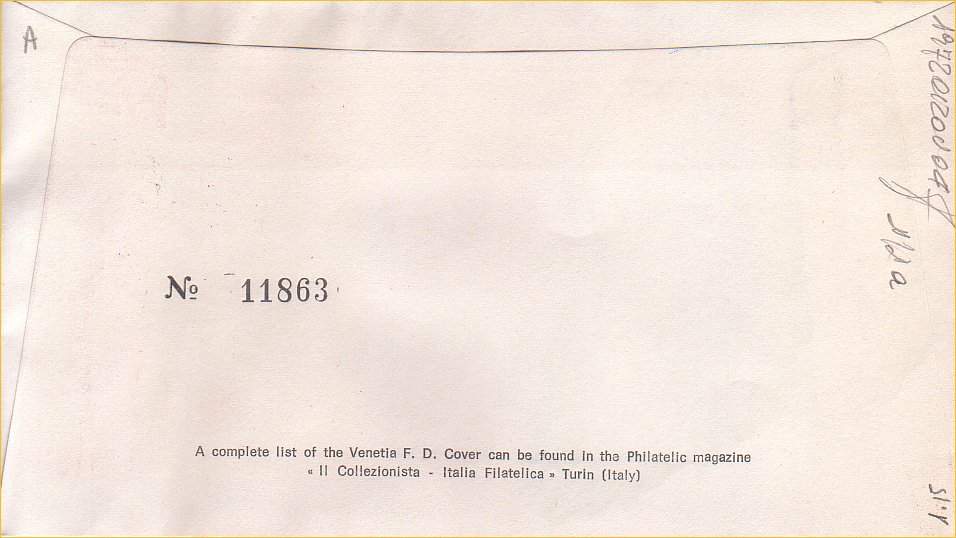 A
№ 11863
A complete list of the Venetia F. D. Cover can be found in the Philatelic magazine
« Il Collezionista - Italia Filatelica » Turin (Italy)